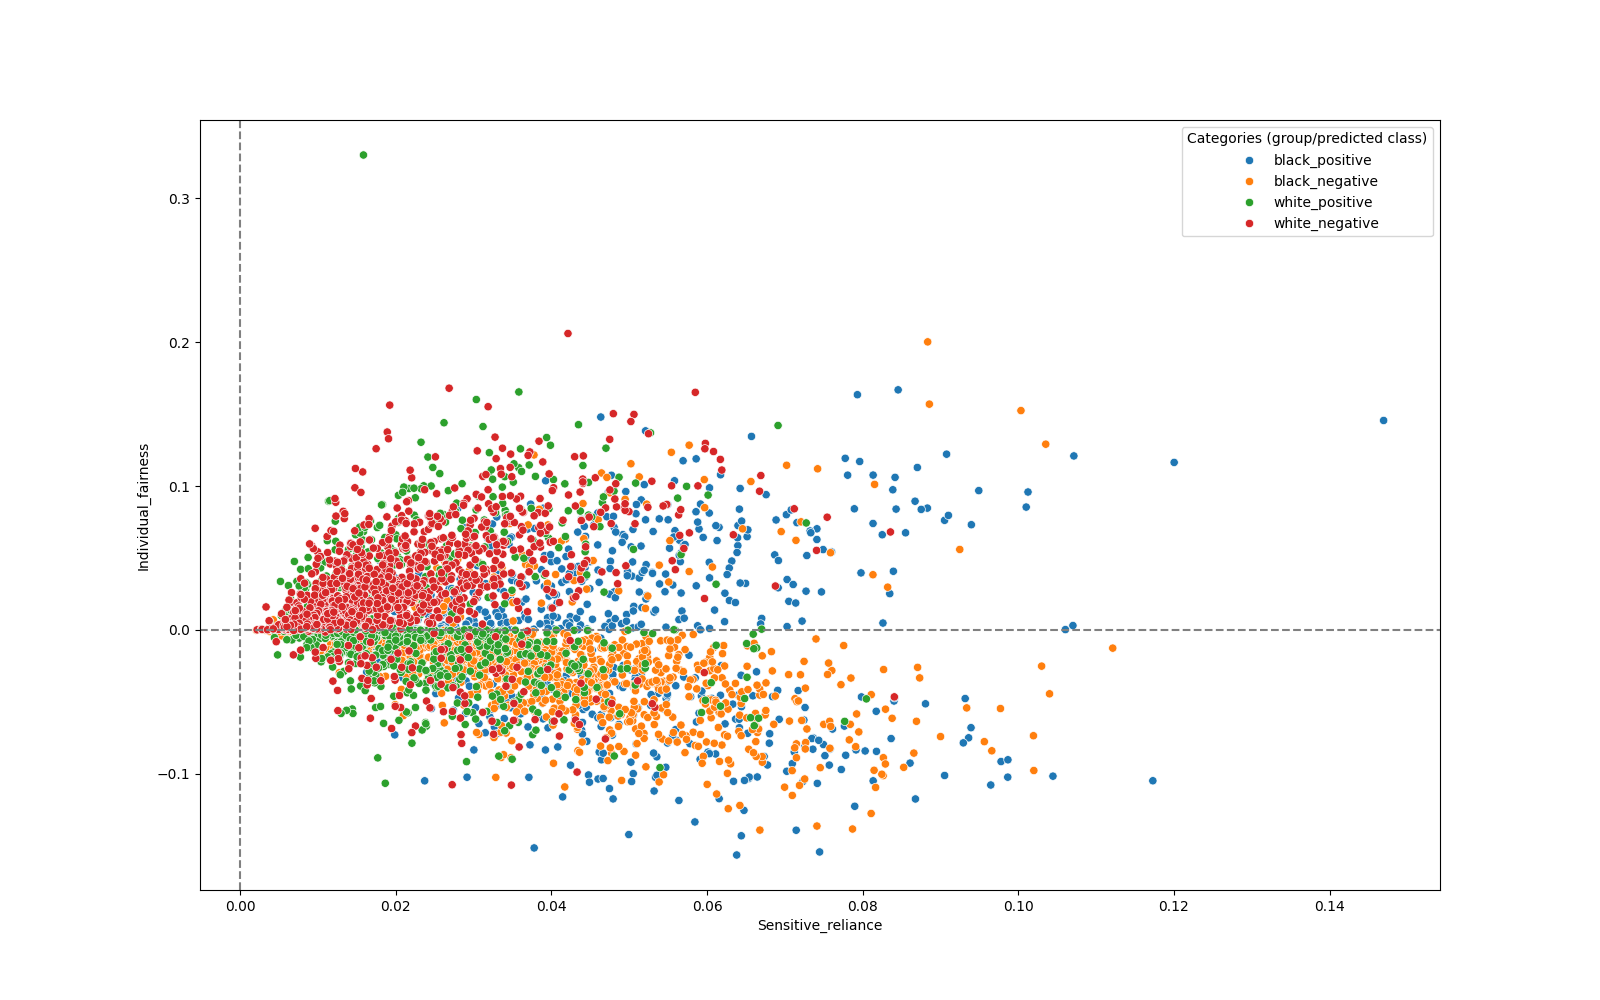 Categories (group/predicted class)
black_positive
black_negative
white_positive
white_negative
0.3
0.2
0.1
0.0
−0.1
Individual_fairness
0.00 0.02 0.04 0.06 0.08 0.10 0.12 0.14
Sensitive_reliance